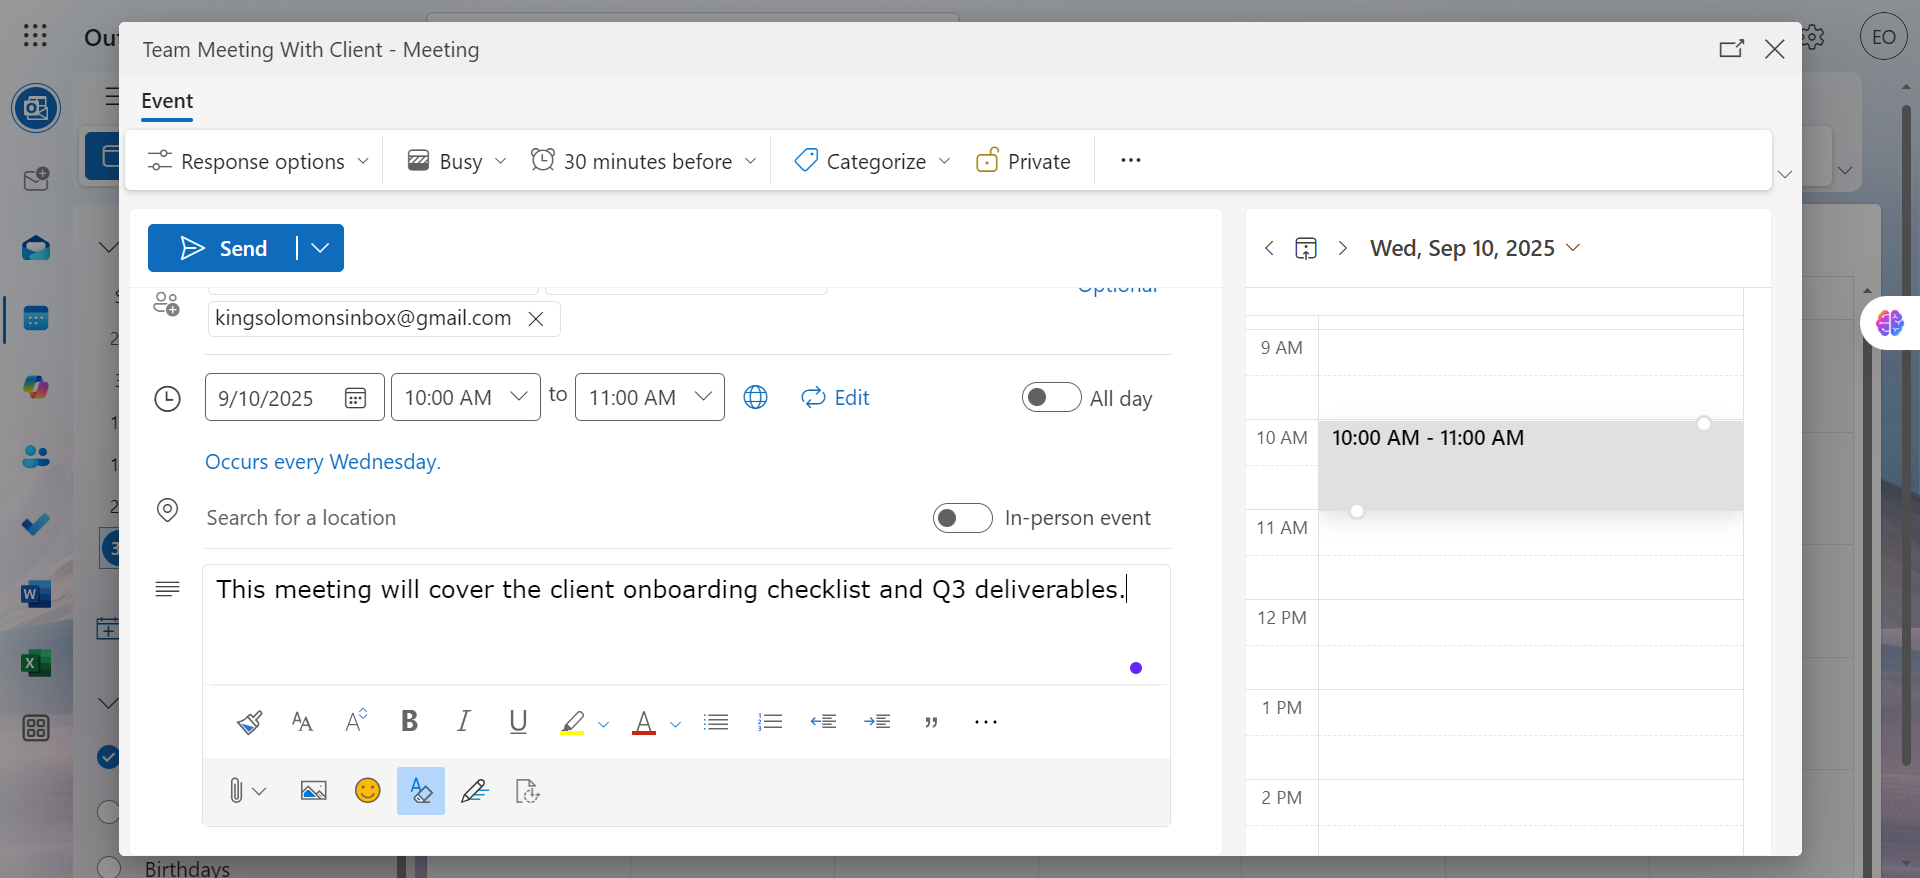 Out
EO
Team Meeting With Client - Meeting
Event
Response options
Busy
30 minutes before
Categorize
Private
Send
Wed, Sep 10, 2025
Optional
kingsolomonsinbox@gmail.com
9/10/2025
10:00 AM
to
11:00 AM
Edit
All day
Occurs every Wednesday.
Search for a location
In-person event
This meeting will cover the client onboarding checklist and Q3 deliverables.
9 AM
10 AM
10:00 AM - 11:00 AM
11 AM
12 PM
1 PM
2 PM
Birthdays